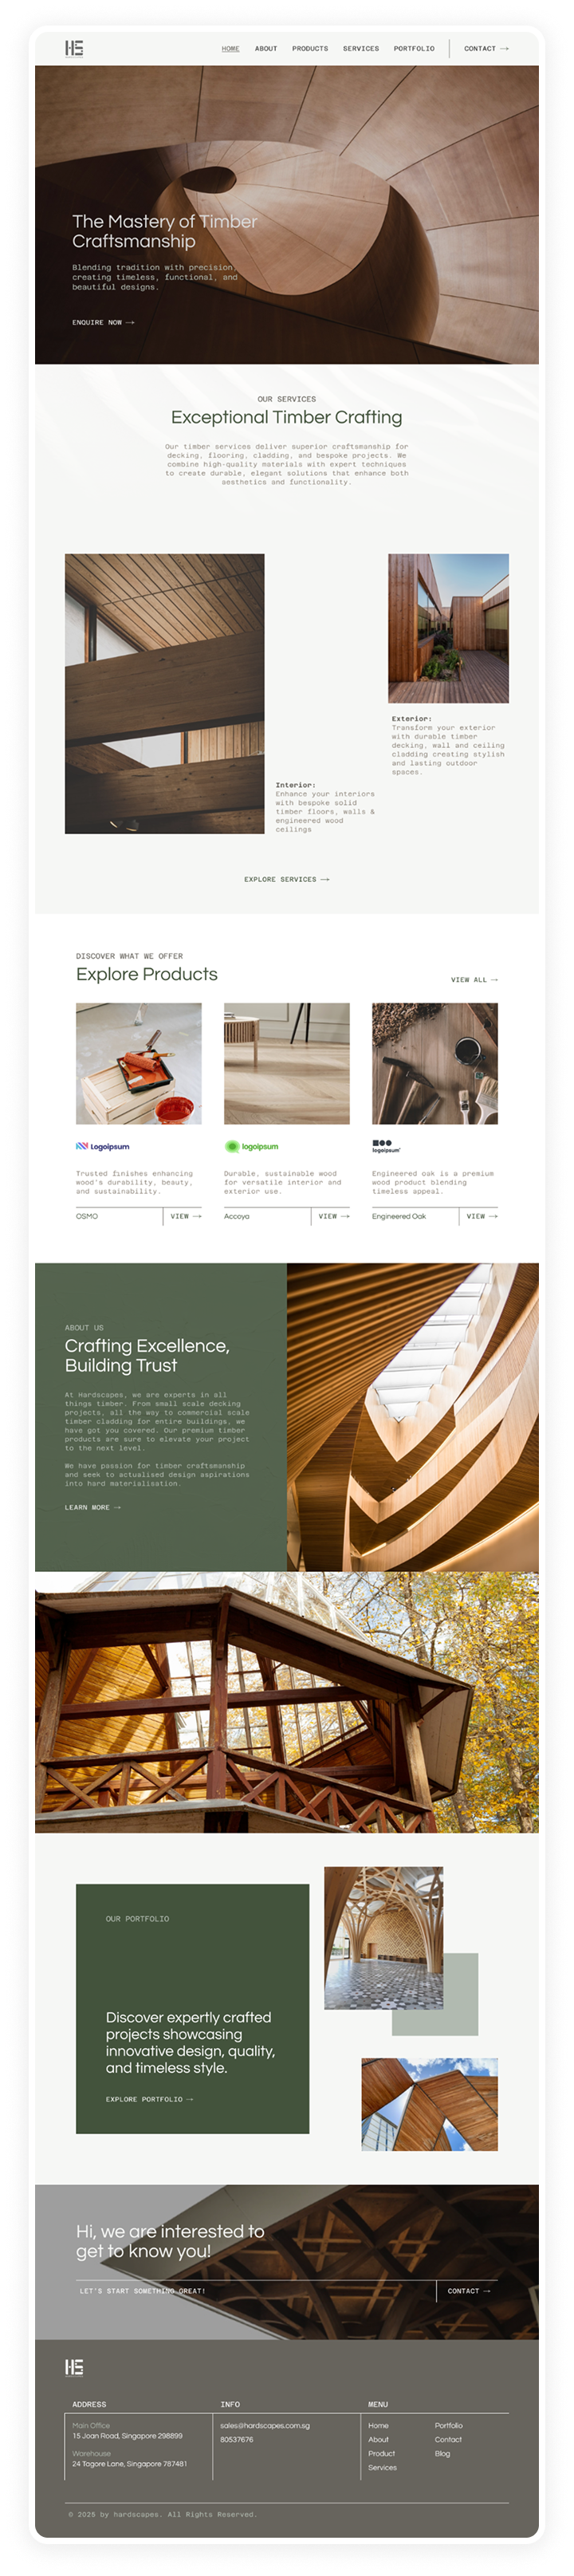 HS
HOME ABOUT PRODUCTS SERVICES PORTFOLIO CONTACT →
The Mastery of Timber
Craftsmanship
Blending tradition with precision,
creating timeless, functional, and
beautiful designs.
ENQUIRE NOW →
OUR SERVICES
Exceptional Timber Crafting
Our timber services deliver superior craftsmanship for
decking, flooring, cladding, and bespoke projects. We
combine high-quality materials with expert techniques
to create durable, elegant solutions that enhance both
aesthetics and functionality.
Exterior:
Transform your exterior
with durable timber
decking, wall and ceiling
cladding creating stylish
and lasting outdoor
spaces.
Interior:
Enhance your interiors
with bespoke solid
timber floors, walls &
engineered wood
ceilings
EXPLORE SERVICES →
DISCOVER WHAT WE OFFER
Explore Products
VIEW ALL →
Logoipsum
logoipsum
logoipsum
Trusted finishes enhancing
wood's durability, beauty,
and sustainability.
Durable, sustainable wood
for versatile interior and
exterior use.
Engineered oak is a premium
wood product blending
timeless appeal.
OSMO VIEW →
Accoya VIEW →
Engineered Oak VIEW →
ABOUT US
Crafting Excellence,
Building Trust
At Hardscapes, we are experts in all
things timber. From small scale decking
projects, all the way to commercial scale
timber cladding for entire buildings, we
have got you covered. Our premium timber
products are sure to elevate your project
to the next level.
We have passion for timber craftsmanship
and seek to actualised design aspirations
into hard materialisation.
LEARN MORE →
OUR PORTFOLIO
Discover expertly crafted
projects showcasing
innovative design, quality,
and timeless style.
EXPLORE PORTFOLIO →
Hi, we are interested to
get to know you!
LET'S START SOMETHING GREAT!
CONTACT →
HS
ADDRESS
Main Office
15 Joan Road, Singapore 298899
Warehouse
24 Tagore Lane, Singapore 787481
INFO
sales@hardscapes.com.sg
80537676
MENU
Home
About
Product
Services
Portfolio
Contact
Blog
© 2025 by hardscapes. All Rights Reserved.